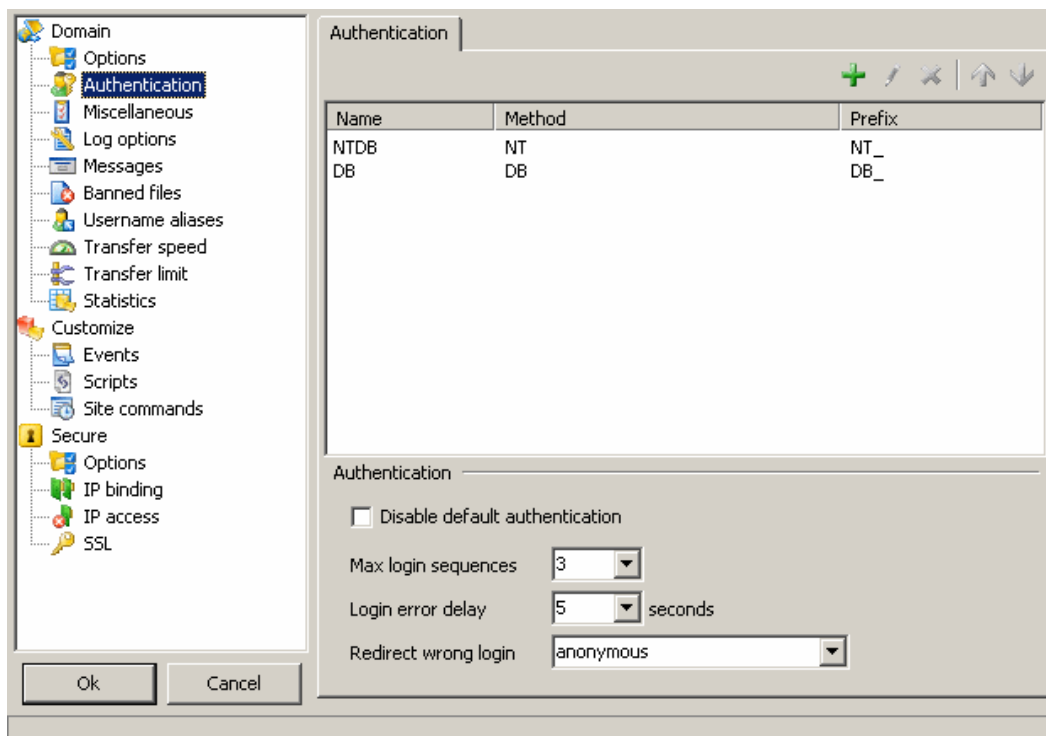 Domain
Options
Authentication
Miscellaneous
Log options
Messages
Banned files
Username aliases
Transfer speed
Transfer limit
Statistics
Customize
Events
Scripts
Site commands
Secure
Options
IP binding
IP access
SSL
Ok Cancel
Authentication
Name Method Prefix
NTDB NT NT_
DB DB DB_
Authentication
Disable default authentication
Max login sequences 3
Login error delay 5 seconds
Redirect wrong login anonymous